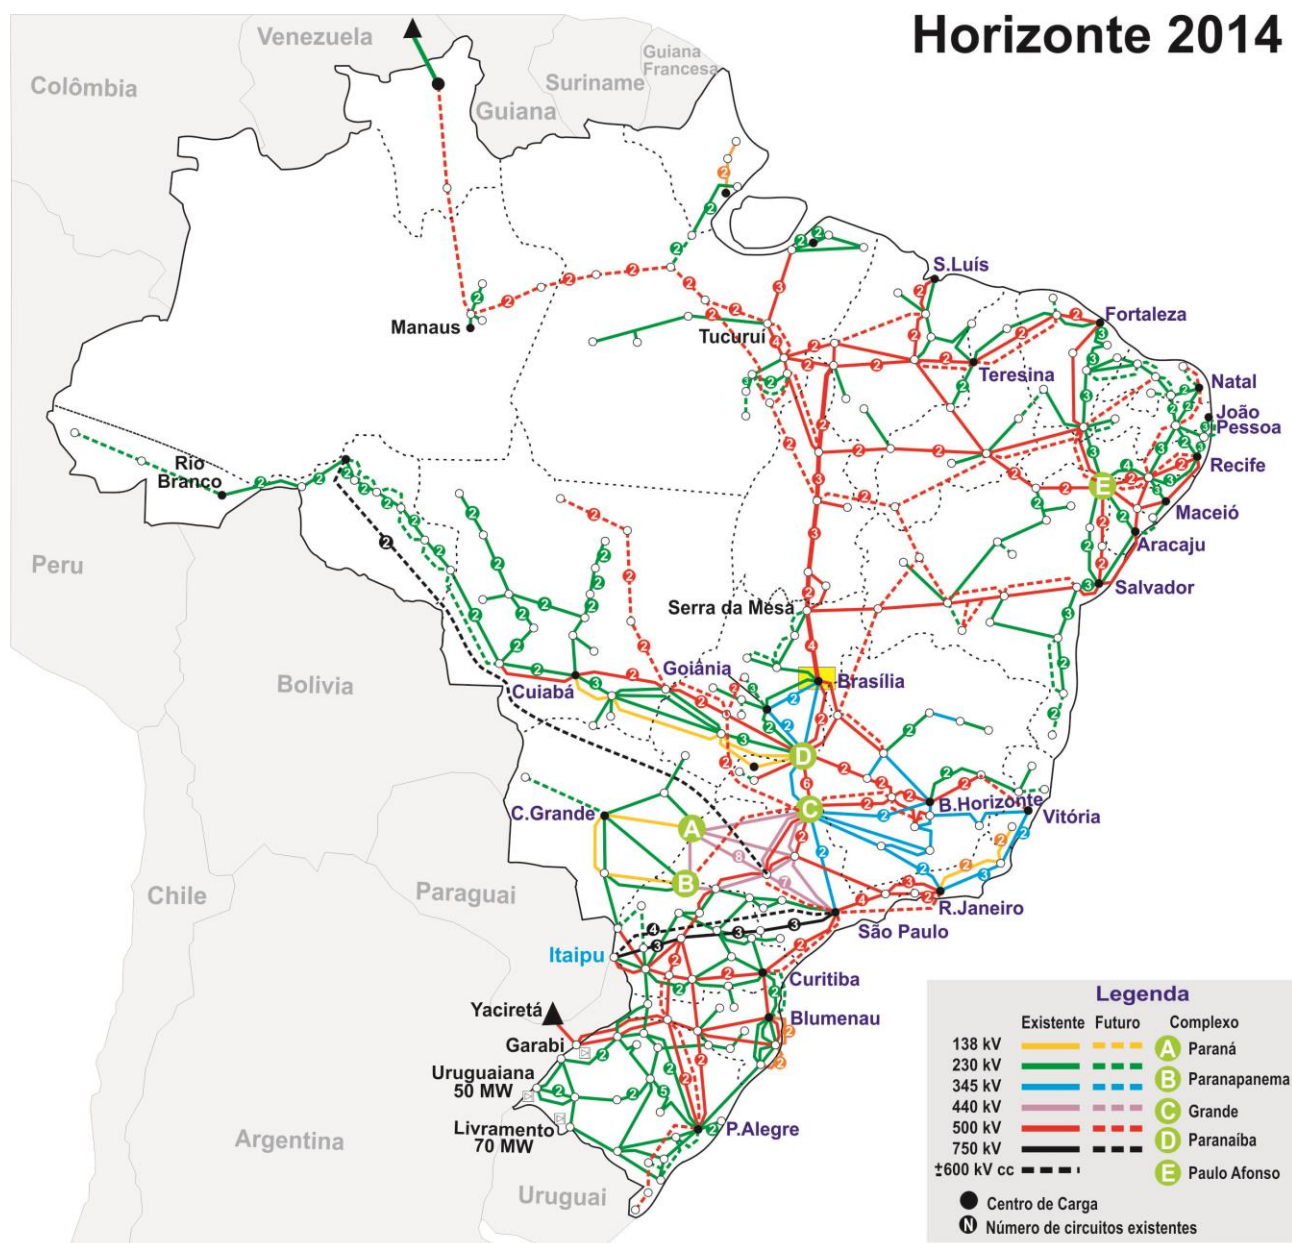 Horizonte 2014
Venezuela
Guiana
Francesa
Suriname
Colômbia
Guiana
S.Luís
Manaus
Tucuruí
Fortaleza
Teresina
Natal
João
Pessoa
Rio
Branco
Recife
E
Maceió
Aracaju
Peru
Salvador
Serra da Mesa
Goiânia
Brasília
Bolivia
Cuiabá
D
C.Grande
A
C
B.Horizonte
Vitória
B
Chile
Paraguai
R.Janeiro
São Paulo
Itaipu
Curitiba
Yaciretá
Blumenau
Garabi
Uruguaiana
50 MW
Livramento
70 MW
P.Alegre
Argentina
Uruguai
Legenda
Existente Futuro Complexo
138 kV A Paraná
230 kV B Paranapanema
345 kV
440 kV C Grande
500 kV D Paranaíba
750 kV
±600 kV cc E Paulo Afonso
Centro de Carga
N Número de circuitos existentes